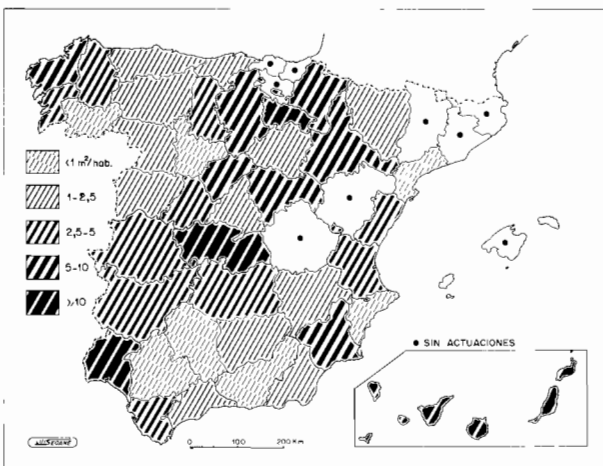 <1 m²/hab.
1-2,5
2,5-5
5-10
>,10
• SIN ACTUACIONES
0 100 200 Km